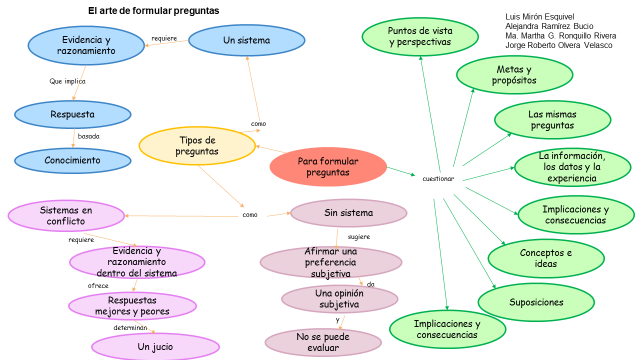 El arte de formular preguntas
Luis Mirón Esquivel
Alejandra Ramírez Bucio
Ma. Martha G. Ronquillo Rivera
Jorge Roberto Olvera Velasco
Evidencia y
razonamiento
requiere
Un sistema
Que implica
Respuesta
basada
Conocimiento
como
Tipos de
preguntas
Para formular
preguntas
cuestionar
Puntos de vista
y perspectivas
Metas y
propósitos
Las mismas
preguntas
La información,
los datos y la
experiencia
Implicaciones y
consecuencias
Conceptos e
ideas
Suposiciones
Implicaciones y
consecuencias
como
Sistemas en
conflicto
requiere
Evidencia y
razonamiento
dentro del sistema
ofrece
Respuestas
mejores y peores
determinan
Un jucio
Sin sistema
sugiere
Afirmar una
preferencia
subjetiva
da
Una opinión
subjetiva
y
No se puede
evaluar